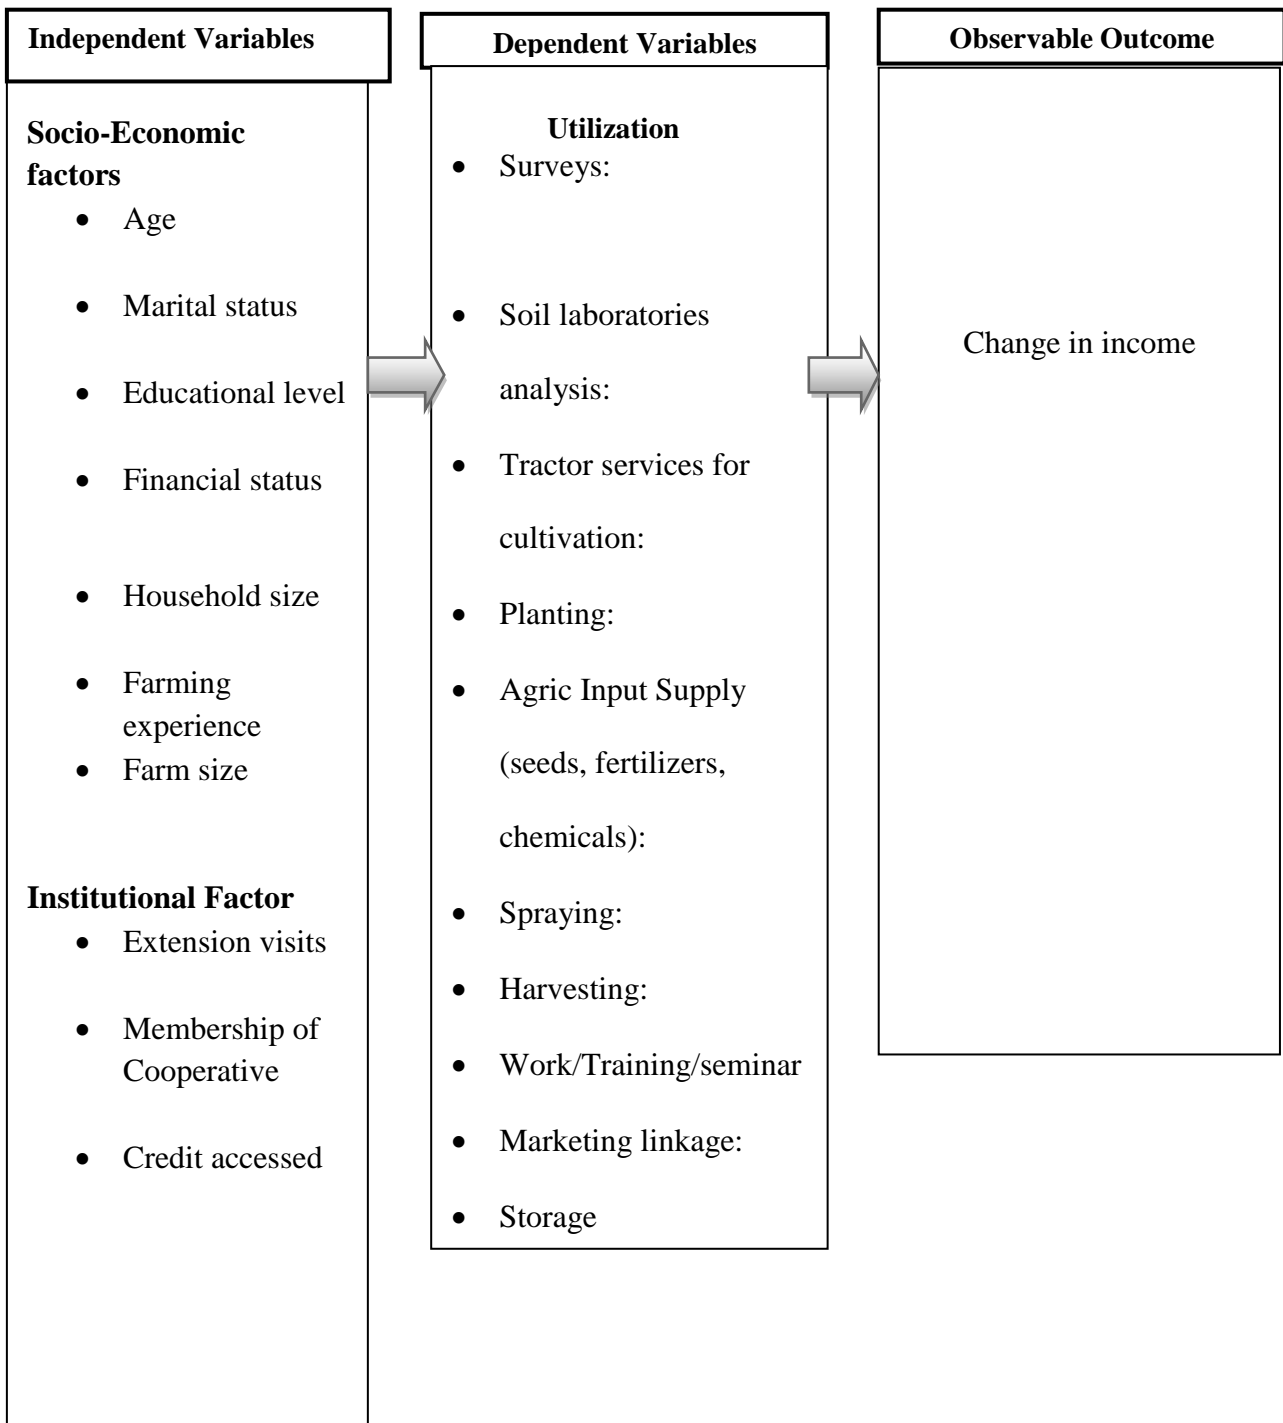 Independent Variables
Socio-Economic
factors
• Age
• Marital status
• Educational level
• Financial status
• Household size
• Farming
experience
• Farm size
Institutional Factor
• Extension visits
• Membership of
Cooperative
• Credit accessed
Dependent Variables
Utilization
• Surveys:
• Soil laboratories
analysis:
• Tractor services for
cultivation:
• Planting:
• Agric Input Supply
(seeds, fertilizers,
chemicals):
• Spraying:
• Harvesting:
• Work/Training/seminar
• Marketing linkage:
• Storage
Observable Outcome
Change in income